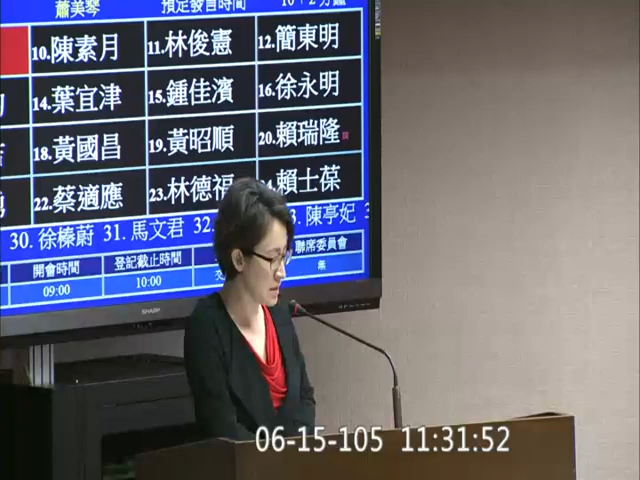 蕭美琴 預定發言時間 10＋2分鐘
10.陳素月 11.林俊憲 12.簡東明
14.葉宜津 15.鍾佳濱 16.徐永明
18.黃國昌 19.黃昭順 20.賴瑞隆
22.蔡適應 23.林德福 賴士葆
30.徐榛蔚 31.馬文君 32. 陳亭妃
開會時間 登記截止時間 聯席委員會
09:00 10:00 無
SHARP
06-15-105 11:31:52